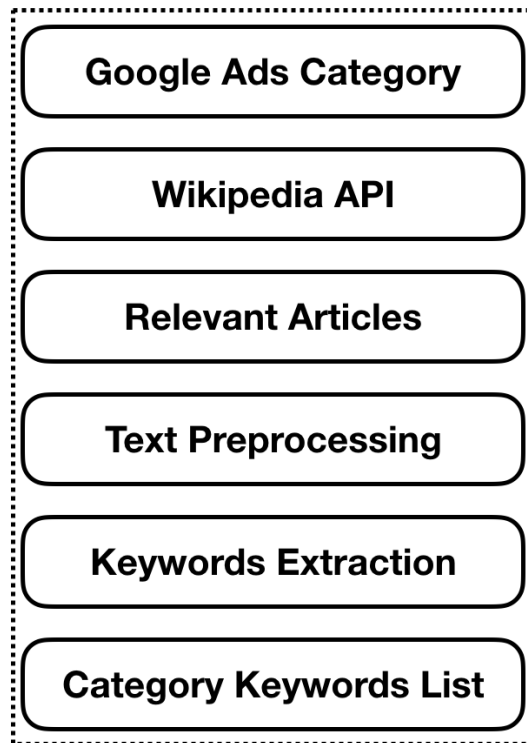 Google Ads Category
Wikipedia API
Relevant Articles
Text Preprocessing
Keywords Extraction
Category Keywords List